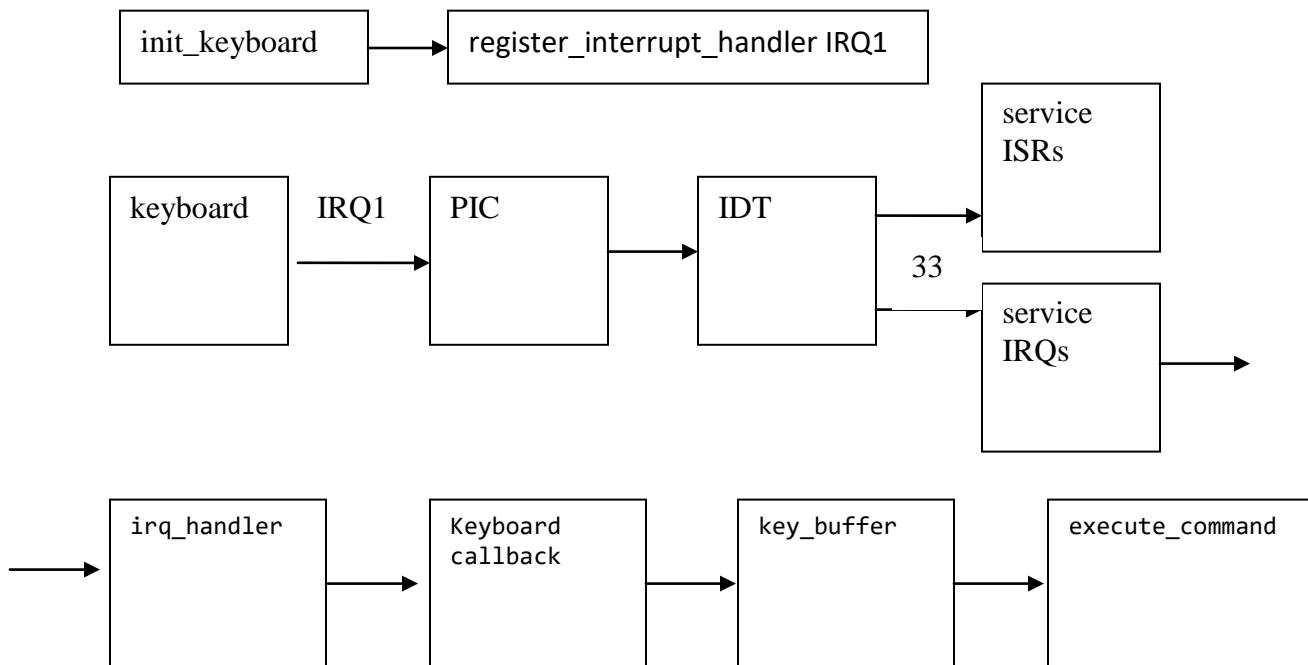 init_keyboard
register_interrupt_handler IRQ1
service
ISRs
keyboard
IRQ1
PIC
IDT
33
service
IRQs
irq_handler
Keyboard
callback
key_buffer
execute_command